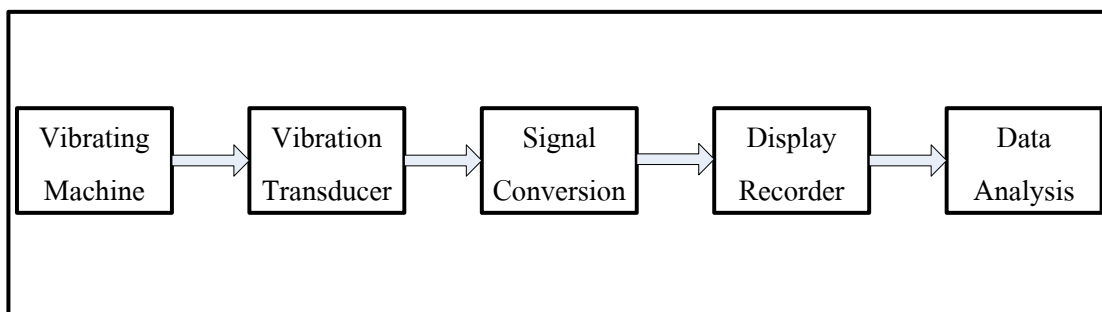 Vibrating
Machine
Vibration
Transducer
Signal
Conversion
Display
Recorder
Data
Analysis